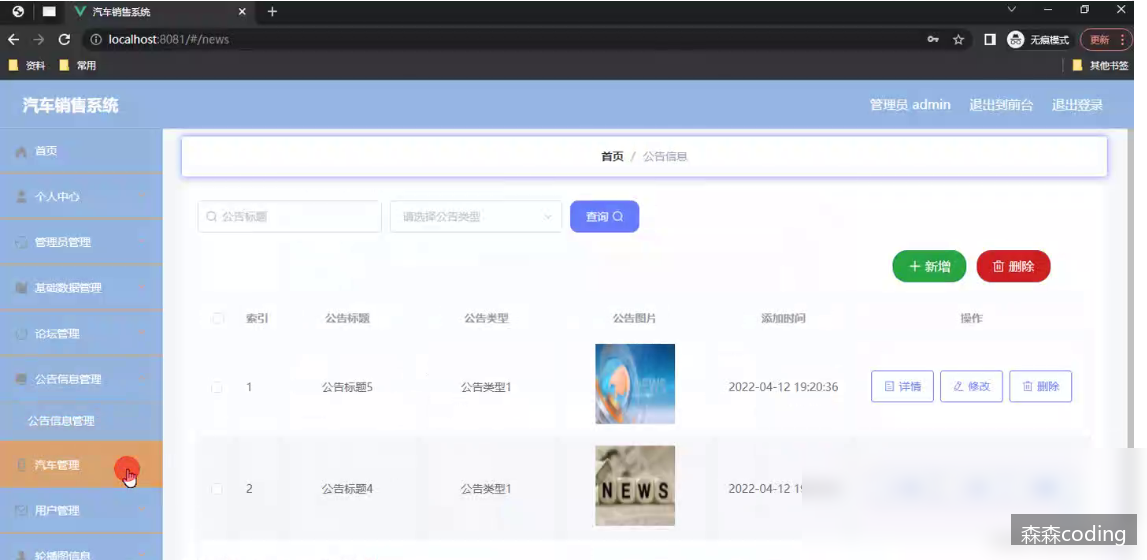 汽车销售系统
localhost:8081/#/news
无痕模式
更新
资料
常用
其他书签
汽车销售系统
管理员 admin
退出到前台
退出登录
首页
个人中心
管理员管理
基础数据管理
论坛管理
公告信息管理
公告信息管理
汽车管理
用户管理
轮播图信息
首页 / 公告信息
公告标题
请选择公告类型
查询
新增
删除
索引 公告标题 公告类型 公告图片 添加时间 操作
1 公告标题5 公告类型1 NEWS 2022-04-12 19:20:36 详情 修改 删除
2 公告标题4 公告类型1 NEWS 2022-04-12
森森coding